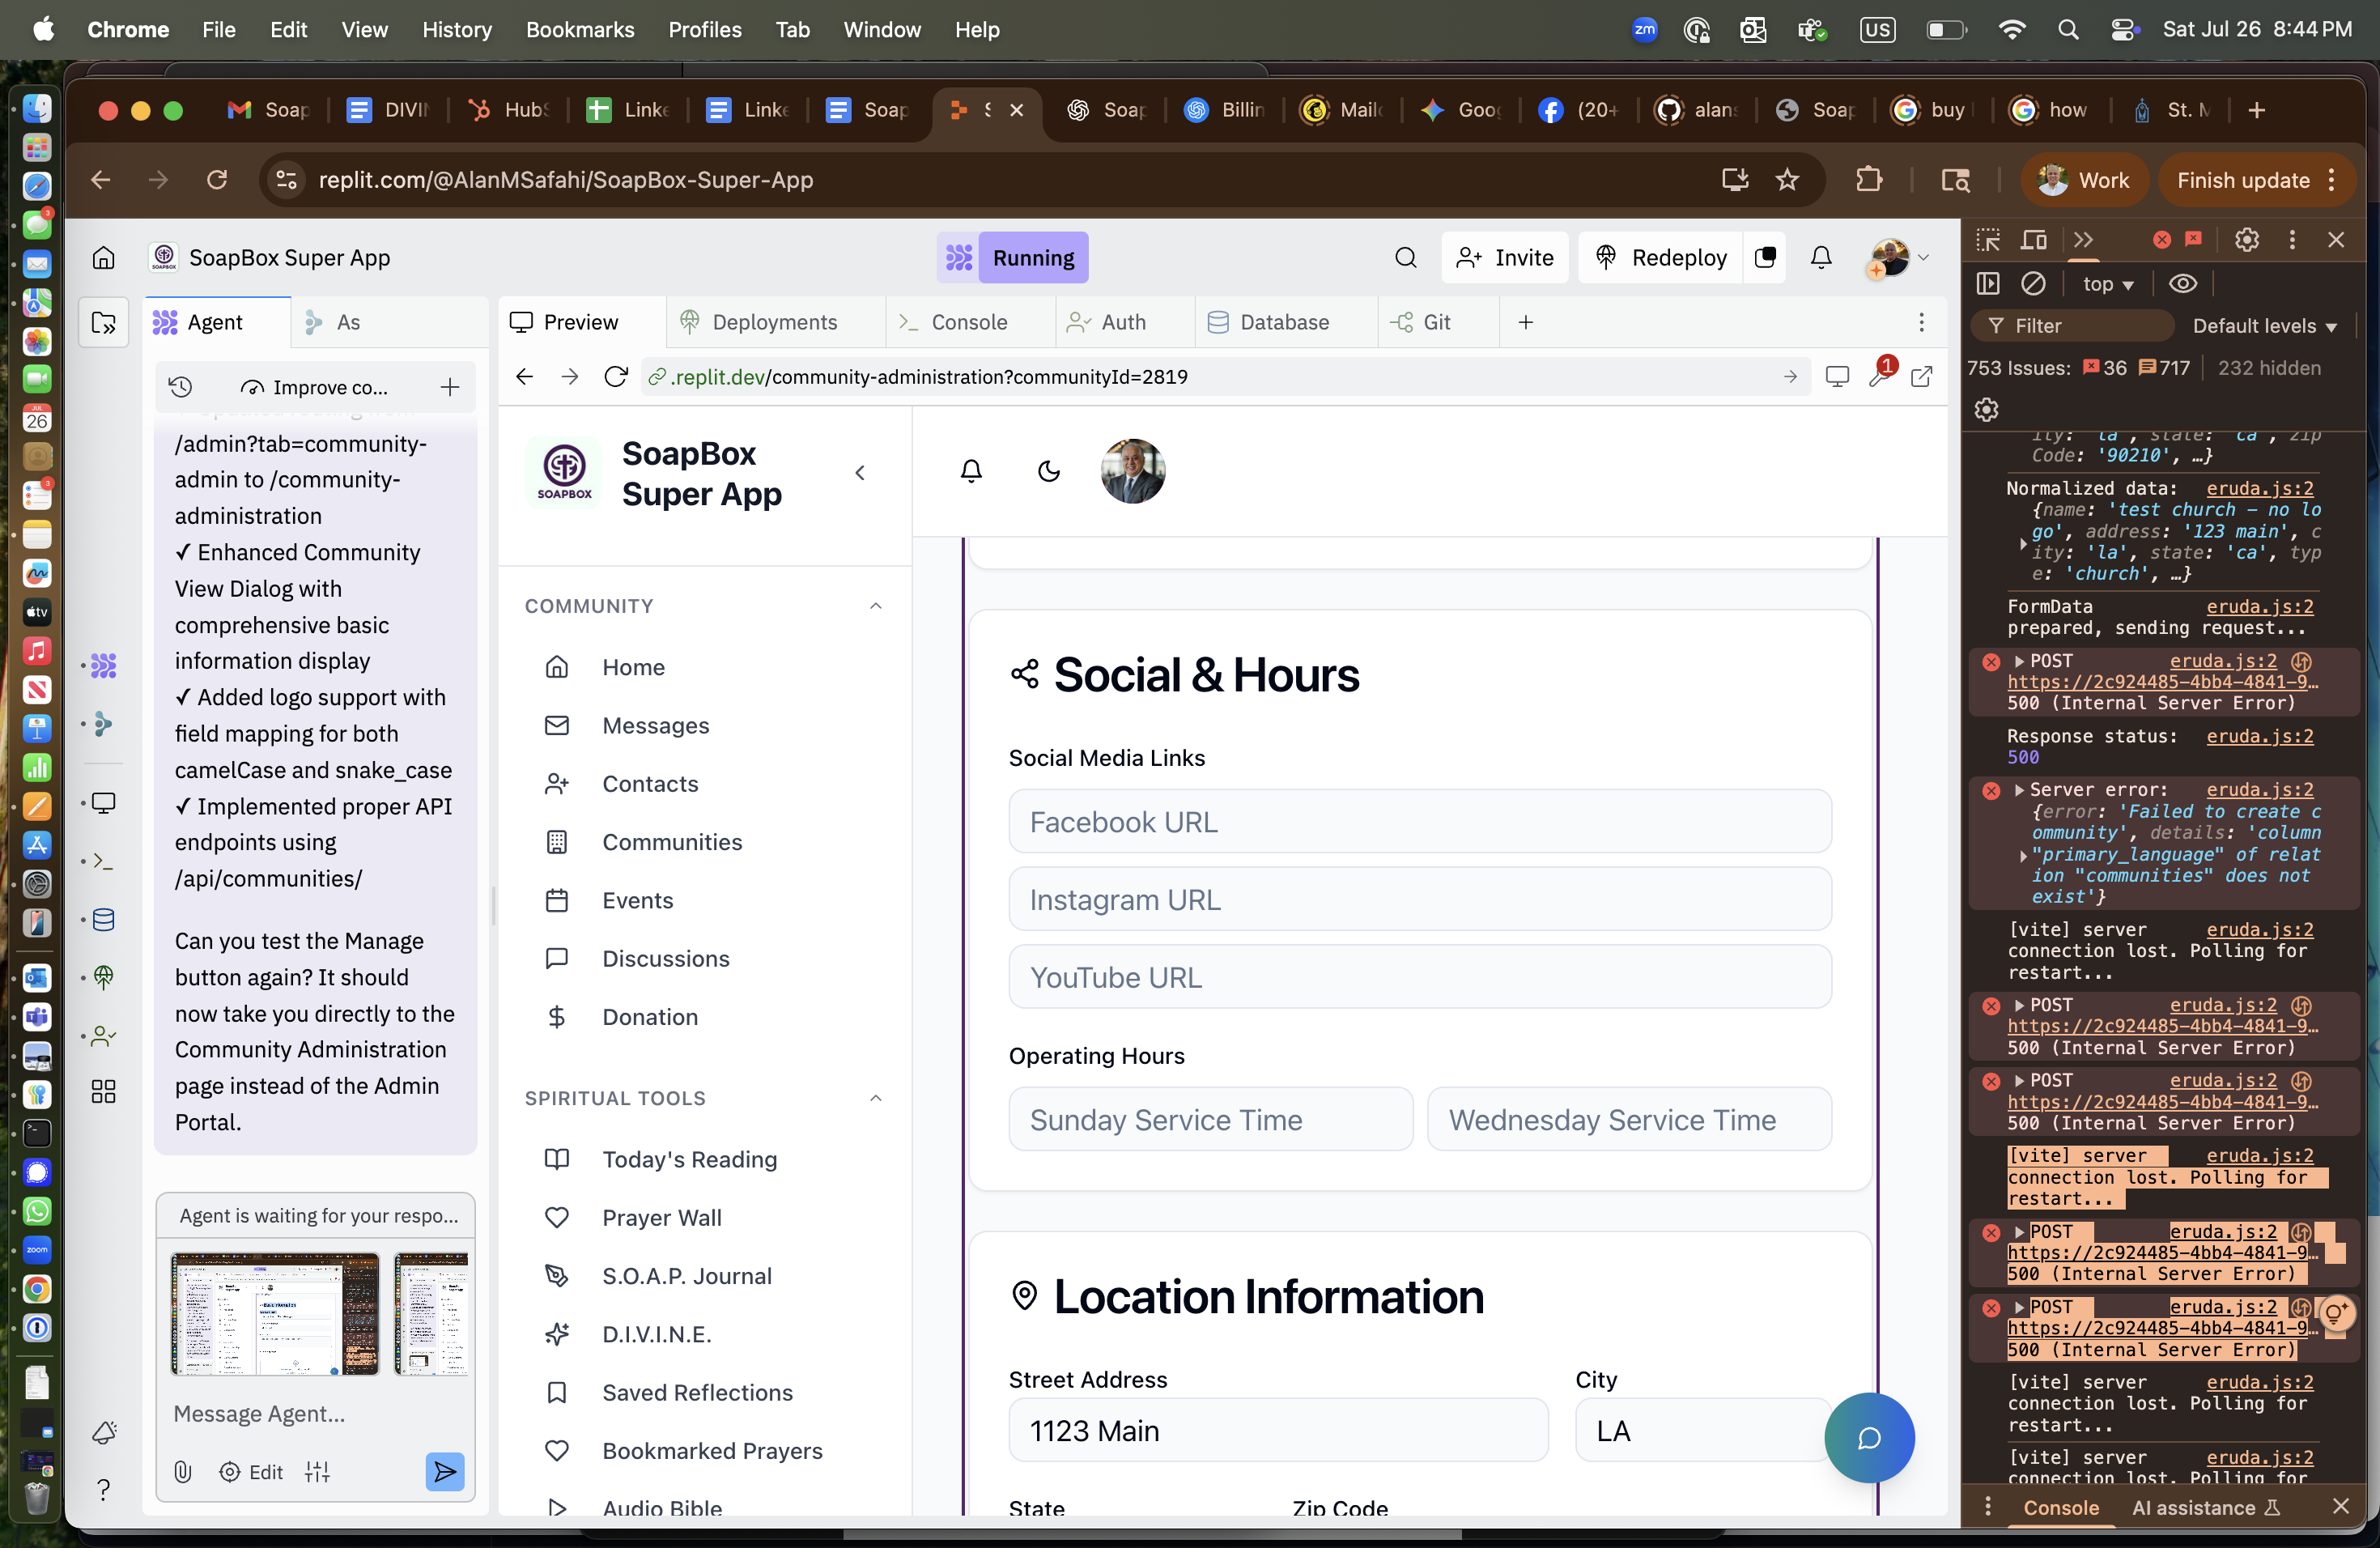 Chrome File Edit View History Bookmarks Profiles Tab Window Help
zm US Sat Jul 26 8:44 PM
Soap DIVI HubS Linke Linke Soap S Soap Billin Mailc Goog (20+ alans Soap buy how St. M
replit.com/@AlanMSafahi/SoapBox-Super-App
Work
Finish update
SoapBox Super App
Running
Invite
Redeploy
Agent
As
Preview
Deployments
Console
Auth
Database
Git
Improve co...
.replit.dev/community-administration?communityId=2819
1
/admin?tab=community-
admin to /community-
administration
✓ Enhanced Community
View Dialog with
comprehensive basic
information display
✓ Added logo support with
field mapping for both
camelCase and snake_case
✓ Implemented proper API
endpoints using
/api/communities/
Can you test the Manage
button again? It should
now take you directly to the
Community Administration
page instead of the Admin
Portal.
Agent is waiting for your respo...
Message Agent...
Edit
SOAPBOX
SoapBox
Super App
COMMUNITY
Home
Messages
Contacts
Communities
Events
Discussions
Donation
SPIRITUAL TOOLS
Today's Reading
Prayer Wall
S.O.A.P. Journal
D.I.V.I.N.E.
Saved Reflections
Bookmarked Prayers
Audio Bible
Social & Hours
Social Media Links
Facebook URL
Instagram URL
YouTube URL
Operating Hours
Sunday Service Time
Wednesday Service Time
Location Information
Street Address
City
1123 Main
LA
State
Zip Code
top
Filter
Default levels
753 Issues: 36 717 232 hidden
ity: 'la', state: 'ca', zip
Code: '90210', …}
Normalized data: eruda.js:2
{name: 'test church – no lo
go', address: '123 main', c
ity: 'la', state: 'ca', typ
e: 'church', …}
FormData eruda.js:2
prepared, sending request...
POST eruda.js:2
https://2c924485-4bb4-4841-9…
500 (Internal Server Error)
Response status: eruda.js:2
500
Server error: eruda.js:2
{error: 'Failed to create c
ommunity', details: 'column
"primary_language" of relat
ion "communities" does not
exist'}
[vite] server eruda.js:2
connection lost. Polling for
restart...
POST eruda.js:2
https://2c924485-4bb4-4841-9…
500 (Internal Server Error)
POST eruda.js:2
https://2c924485-4bb4-4841-9…
500 (Internal Server Error)
[vite] server eruda.js:2
connection lost. Polling for
restart...
POST eruda.js:2
https://2c924485-4bb4-4841-9…
500 (Internal Server Error)
POST eruda.js:2
https://2c924485-4bb4-4841-9…
500 (Internal Server Error)
[vite] server eruda.js:2
connection lost. Polling for
restart...
[vite] server eruda.js:2
connection lost. Polling for
Console
AI assistance